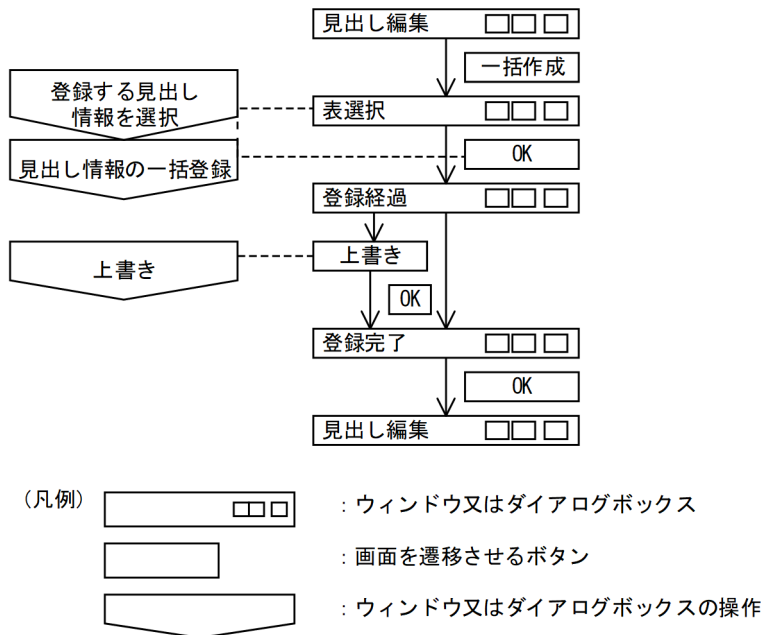 見出し編集
一括作成
登録する見出し
情報を選択
表選択
見出し情報の一括登録
OK
登録経過
上書き
上書き
OK
登録完了
OK
見出し編集
(凡例)
:ウィンドウ又はダイアログボックス
:画面を遷移させるボタン
:ウィンドウ又はダイアログボックスの操作